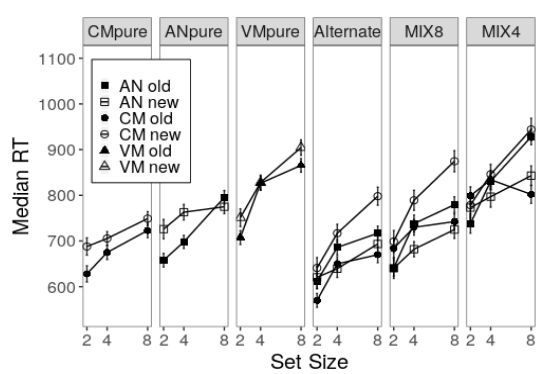 CMpure ANpure VMpure Alternate MIX8 MIX4
1100
1000
900
800
700
600
Median RT
AN old
AN new
CM old
CM new
VM old
VM new
2 4 8 2 4 8 2 4 8 2 4 8 2 4 8 2 4 8
Set Size